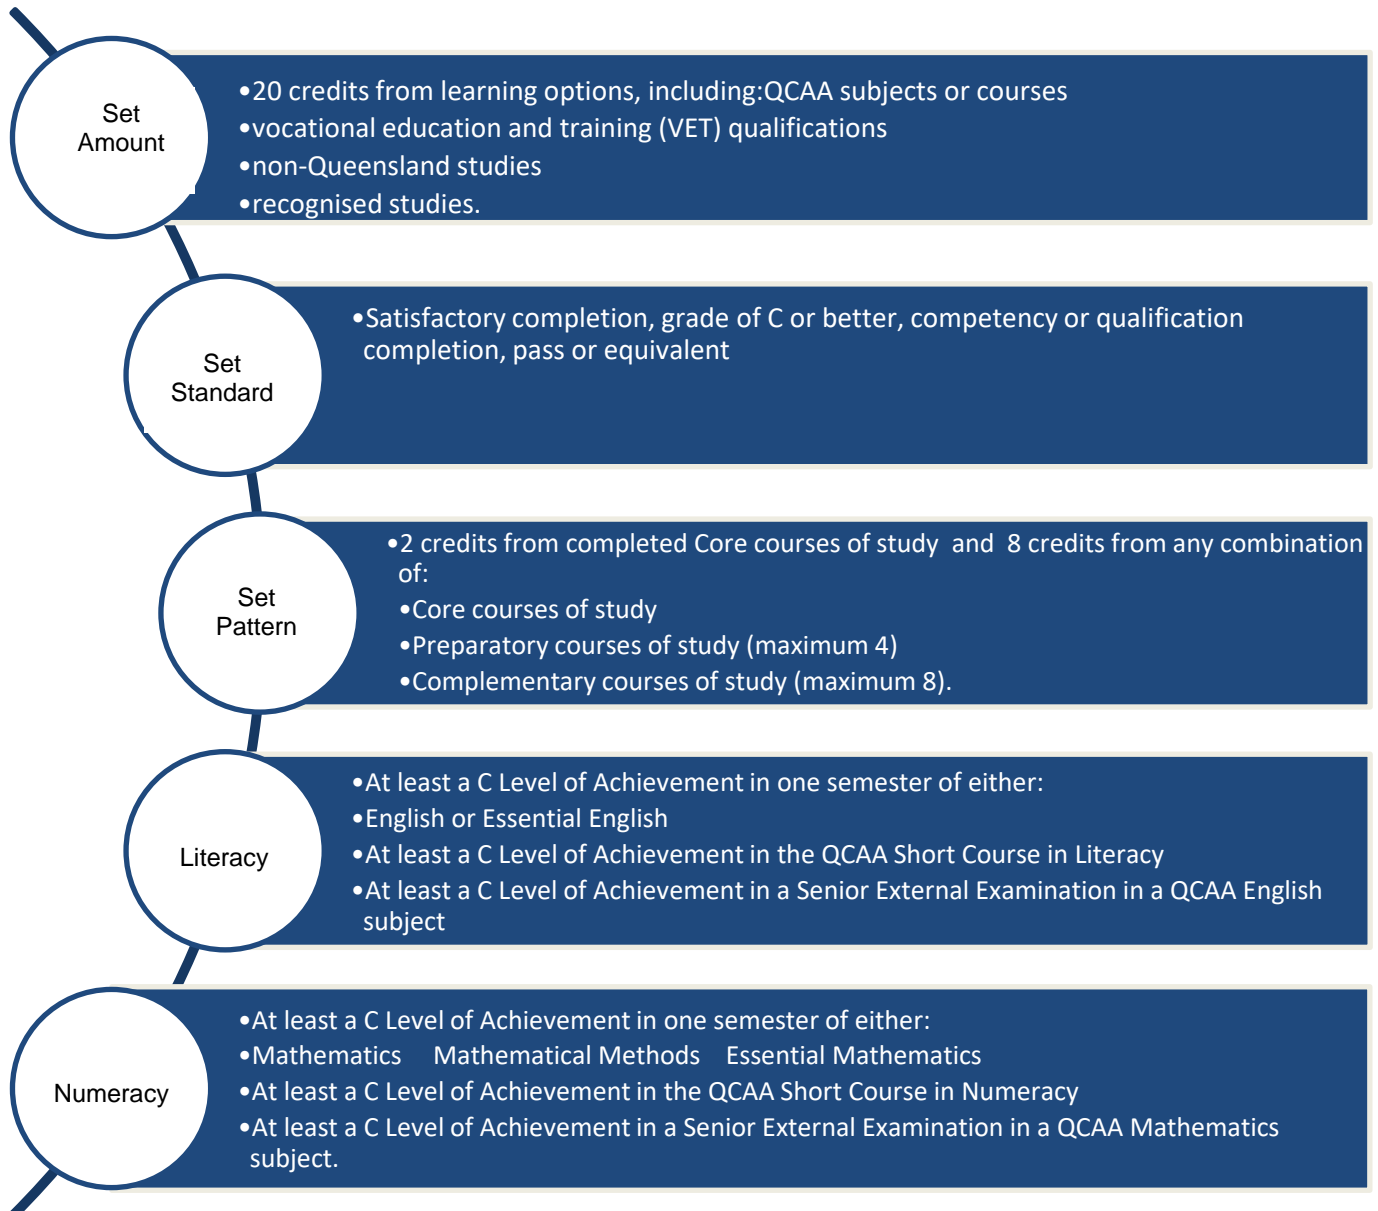 Set
Amount
•20 credits from learning options, including:QCAA subjects or courses
•vocational education and training (VET) qualifications
•non-Queensland studies
•recognised studies.
Set
Standard
•Satisfactory completion, grade of C or better, competency or qualification
completion, pass or equivalent
Set
Pattern
•2 credits from completed Core courses of study and 8 credits from any combination
of:
•Core courses of study
•Preparatory courses of study (maximum 4)
•Complementary courses of study (maximum 8).
Literacy
•At least a C Level of Achievement in one semester of either:
•English or Essential English
•At least a C Level of Achievement in the QCAA Short Course in Literacy
•At least a C Level of Achievement in a Senior External Examination in a QCAA English
subject
Numeracy
•At least a C Level of Achievement in one semester of either:
•Mathematics Mathematical Methods Essential Mathematics
•At least a C Level of Achievement in the QCAA Short Course in Numeracy
•At least a C Level of Achievement in a Senior External Examination in a QCAA Mathematics
subject.